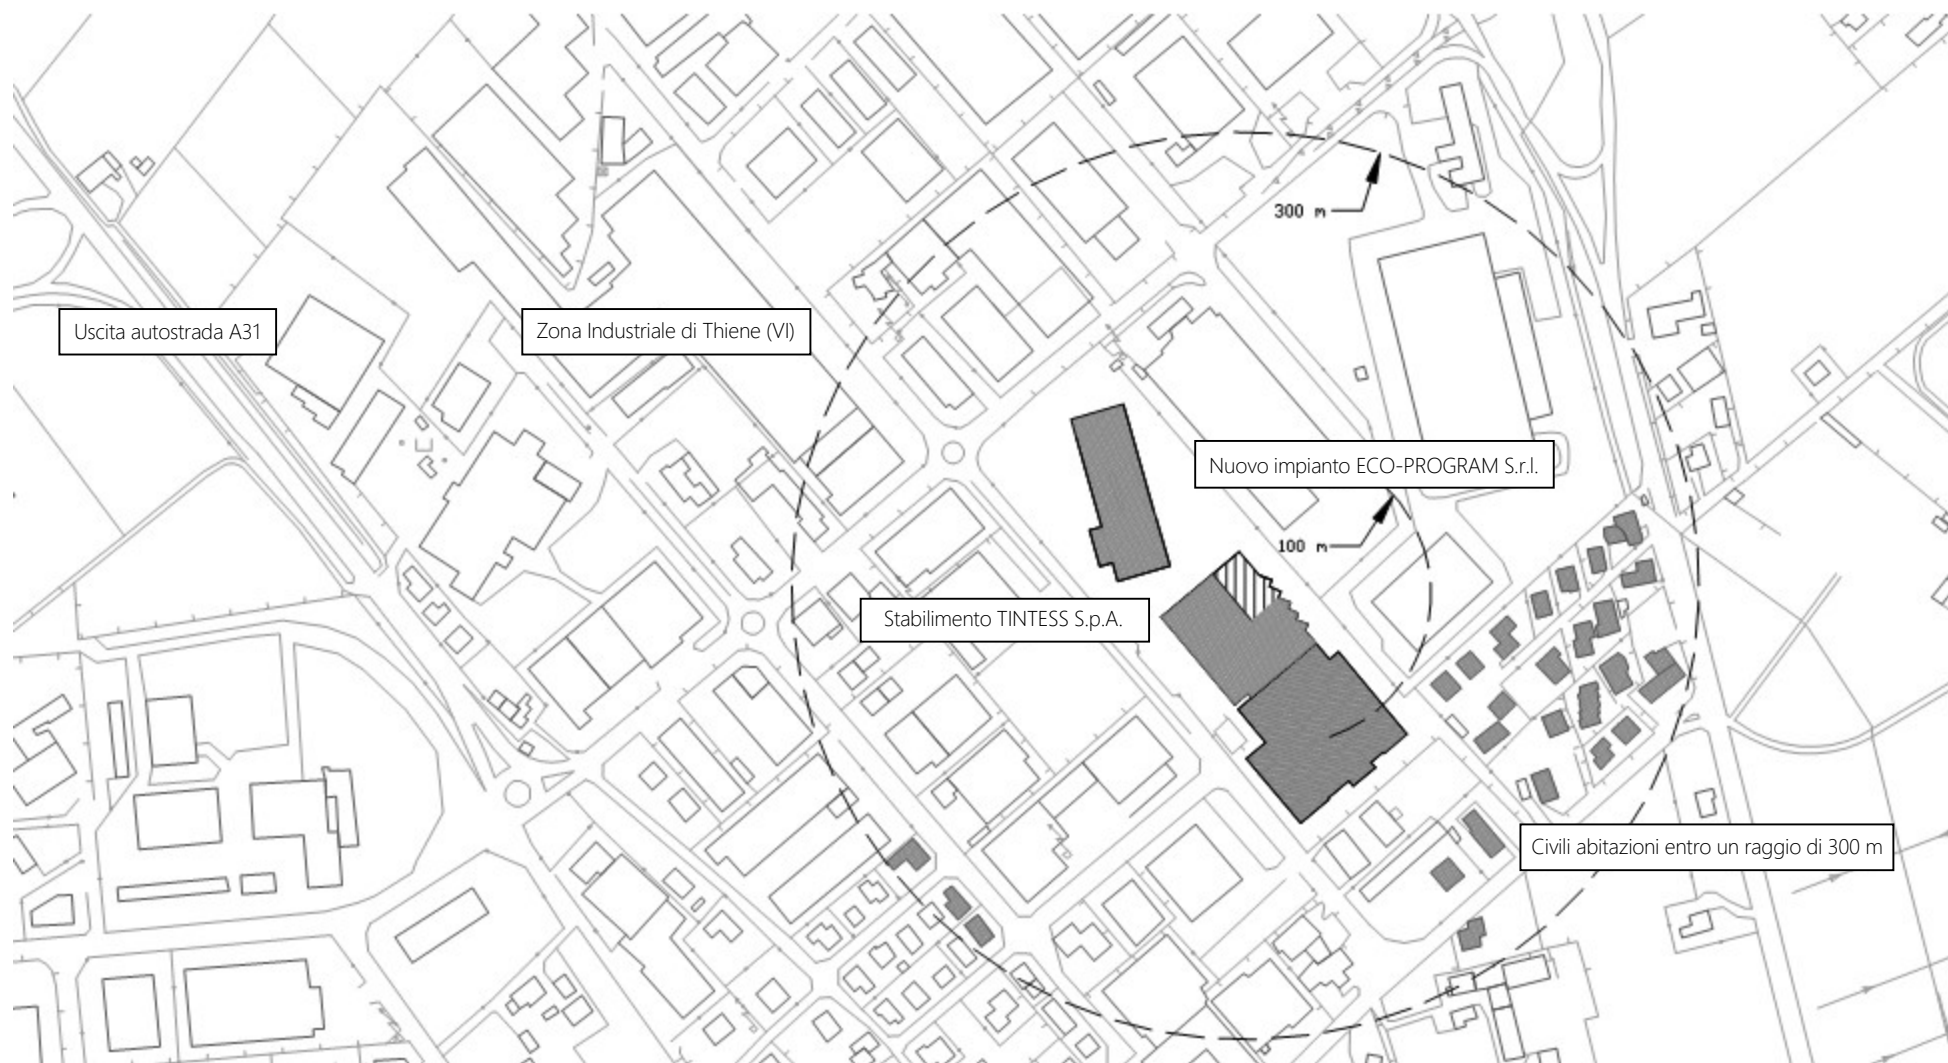 300 m
Uscita autostrada A31
Zona Industriale di Thiene (VI)
Nuovo impianto ECO-PROGRAM S.r.l.
100 m
Stabilimento TINTESS S.p.A.
Civili abitazioni entro un raggio di 300 m